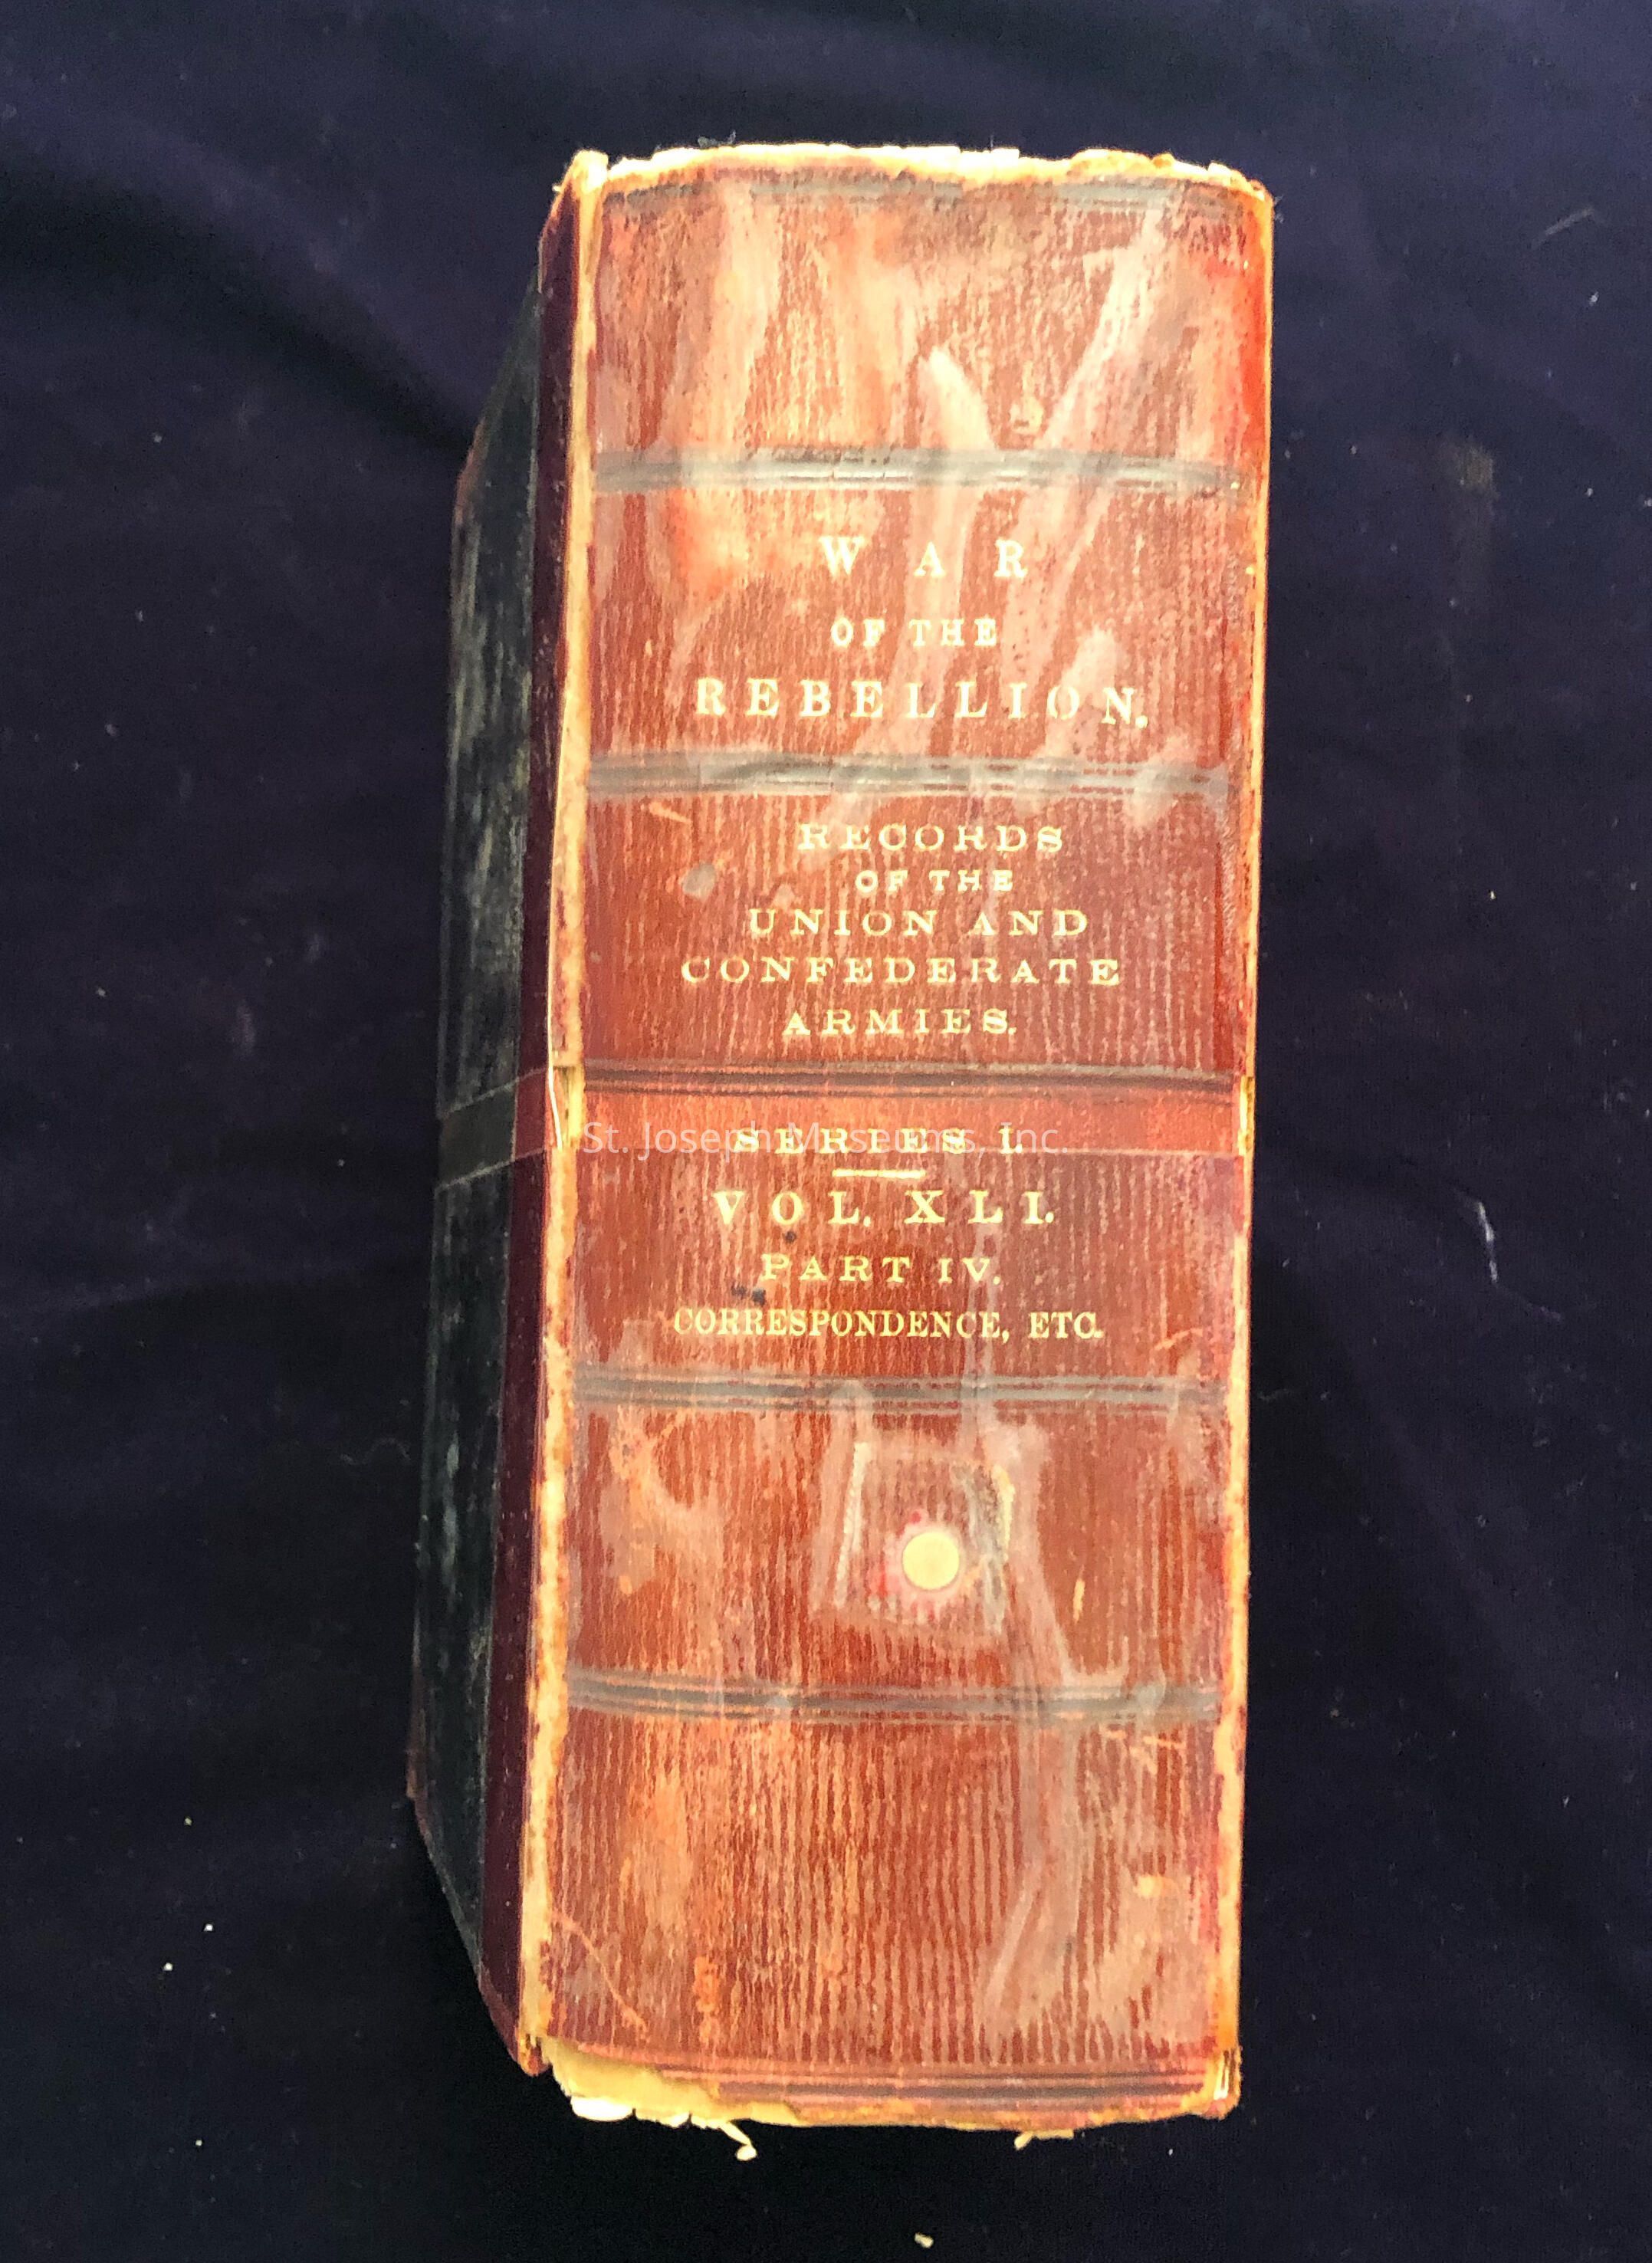 WAR
OF THE
REBELLION.
RECORDS
OF THE
UNION AND
CONFEDERATE
ARMIES.
SERIES I.
St. Joseph Museums, Inc.
VOL. XLI.
PART IV.
CORRESPONDENCE, ETC.